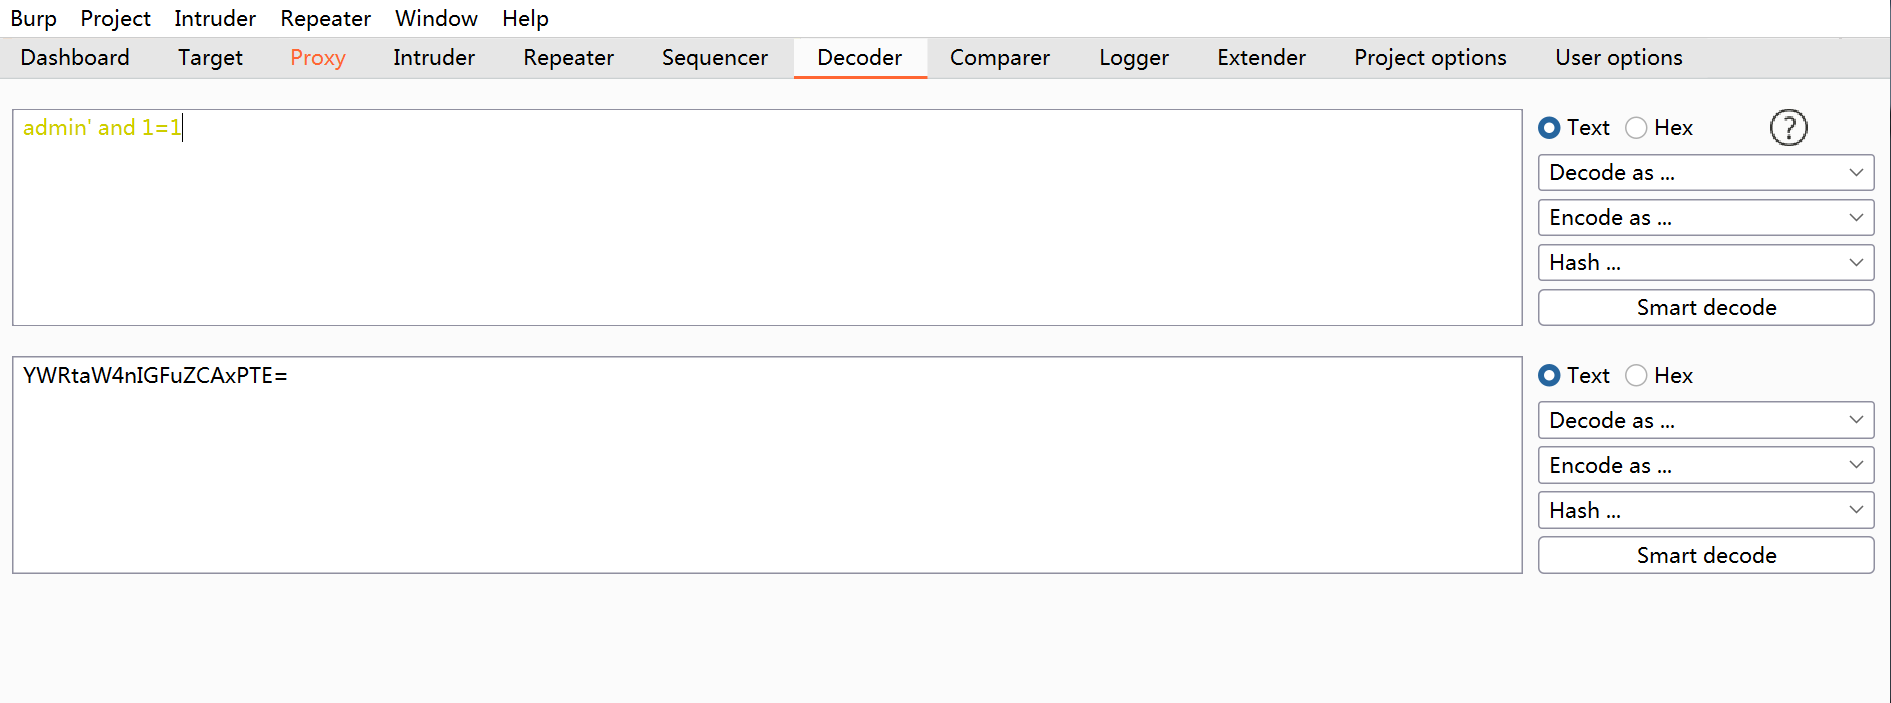 Burp Project Intruder Repeater Window Help
Dashboard Target Proxy Intruder Repeater Sequencer Decoder Comparer Logger Extender Project options User options
admin' and 1=1
Text Hex ?
Decode as ...
Encode as ...
Hash ...
Smart decode
YWRtaW4nIGFuZCAxPTE=
Text Hex
Decode as ...
Encode as ...
Hash ...
Smart decode